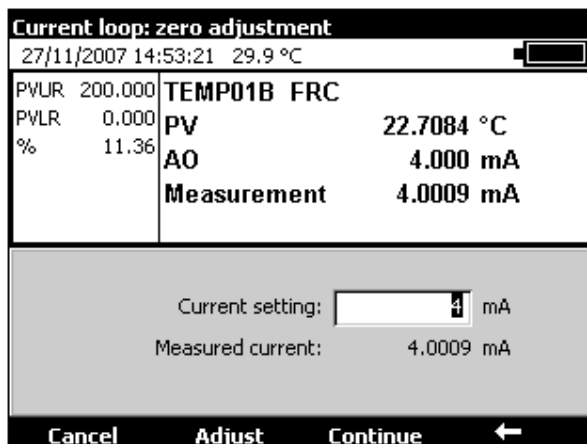 Current loop: zero adjustment
27/11/2007 14:53:21 29.9 °C
PVUR 200.000
PVLR 0.000
% 11.36
TEMP01B FRC
PV 22.7084 °C
AO 4.000 mA
Measurement 4.0009 mA
Current setting: 4 mA
Measured current: 4.0009 mA
Cancel Adjust Continue ←